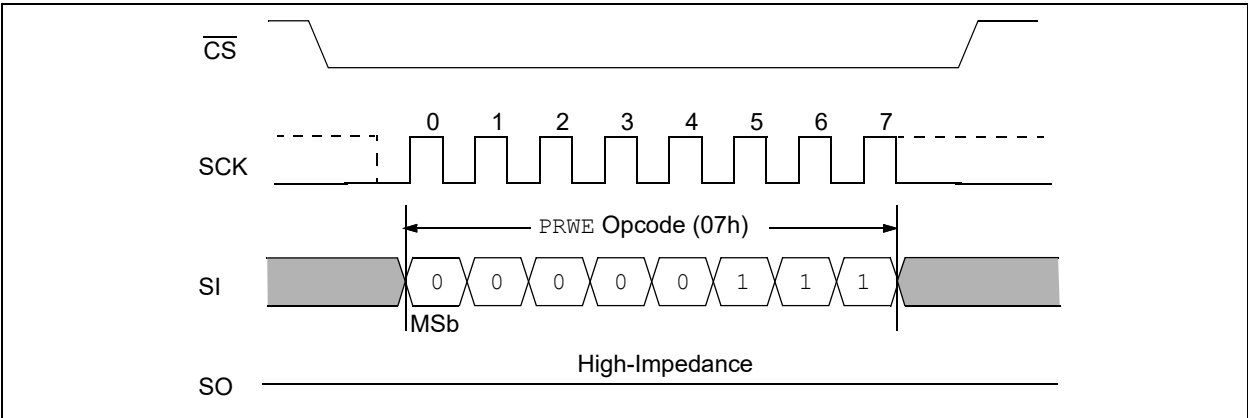 CS
0 1 2 3 4 5 6 7
SCK
PRWE Opcode (07h)
SI
0 0 0 0 0 1 1 1
MSb
High-Impedance
SO